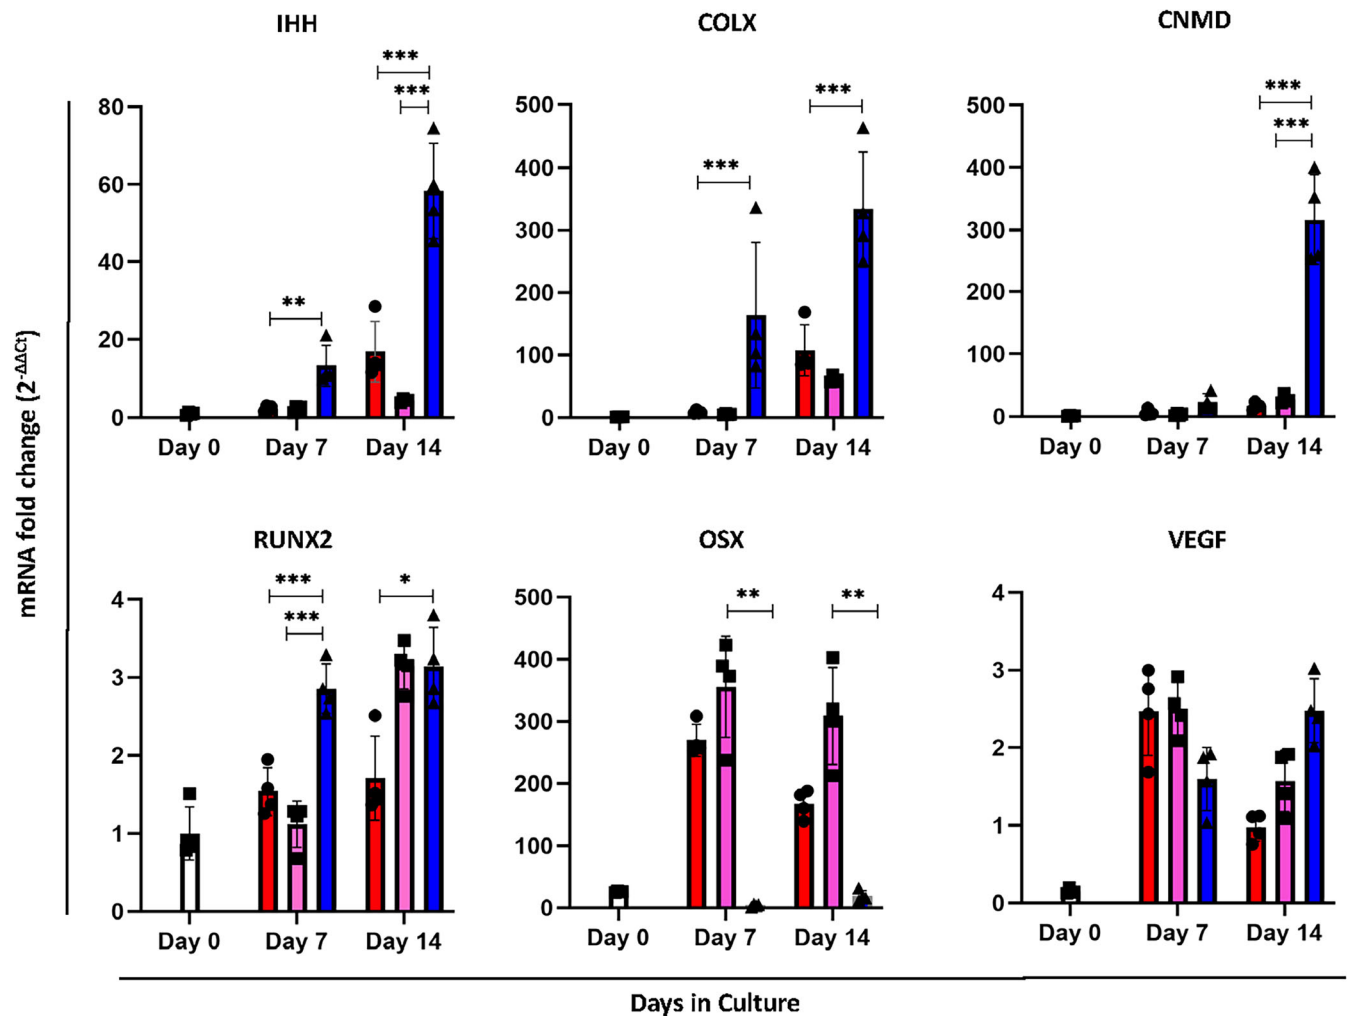 IHH
COLX
CNMD
***
***
**
80
60
40
20
0
Day 0
Day 7
Day 14
***
***
500
400
300
200
100
0
Day 0
Day 7
Day 14
***
***
500
400
300
200
100
0
Day 0
Day 7
Day 14
mRNA fold change (2^-ΔΔCt)
RUNX2
OSX
VEGF
***
***
*
4
3
2
1
0
Day 0
Day 7
Day 14
**
**
500
400
300
200
100
0
Day 0
Day 7
Day 14
4
3
2
1
0
Day 0
Day 7
Day 14
Days in Culture